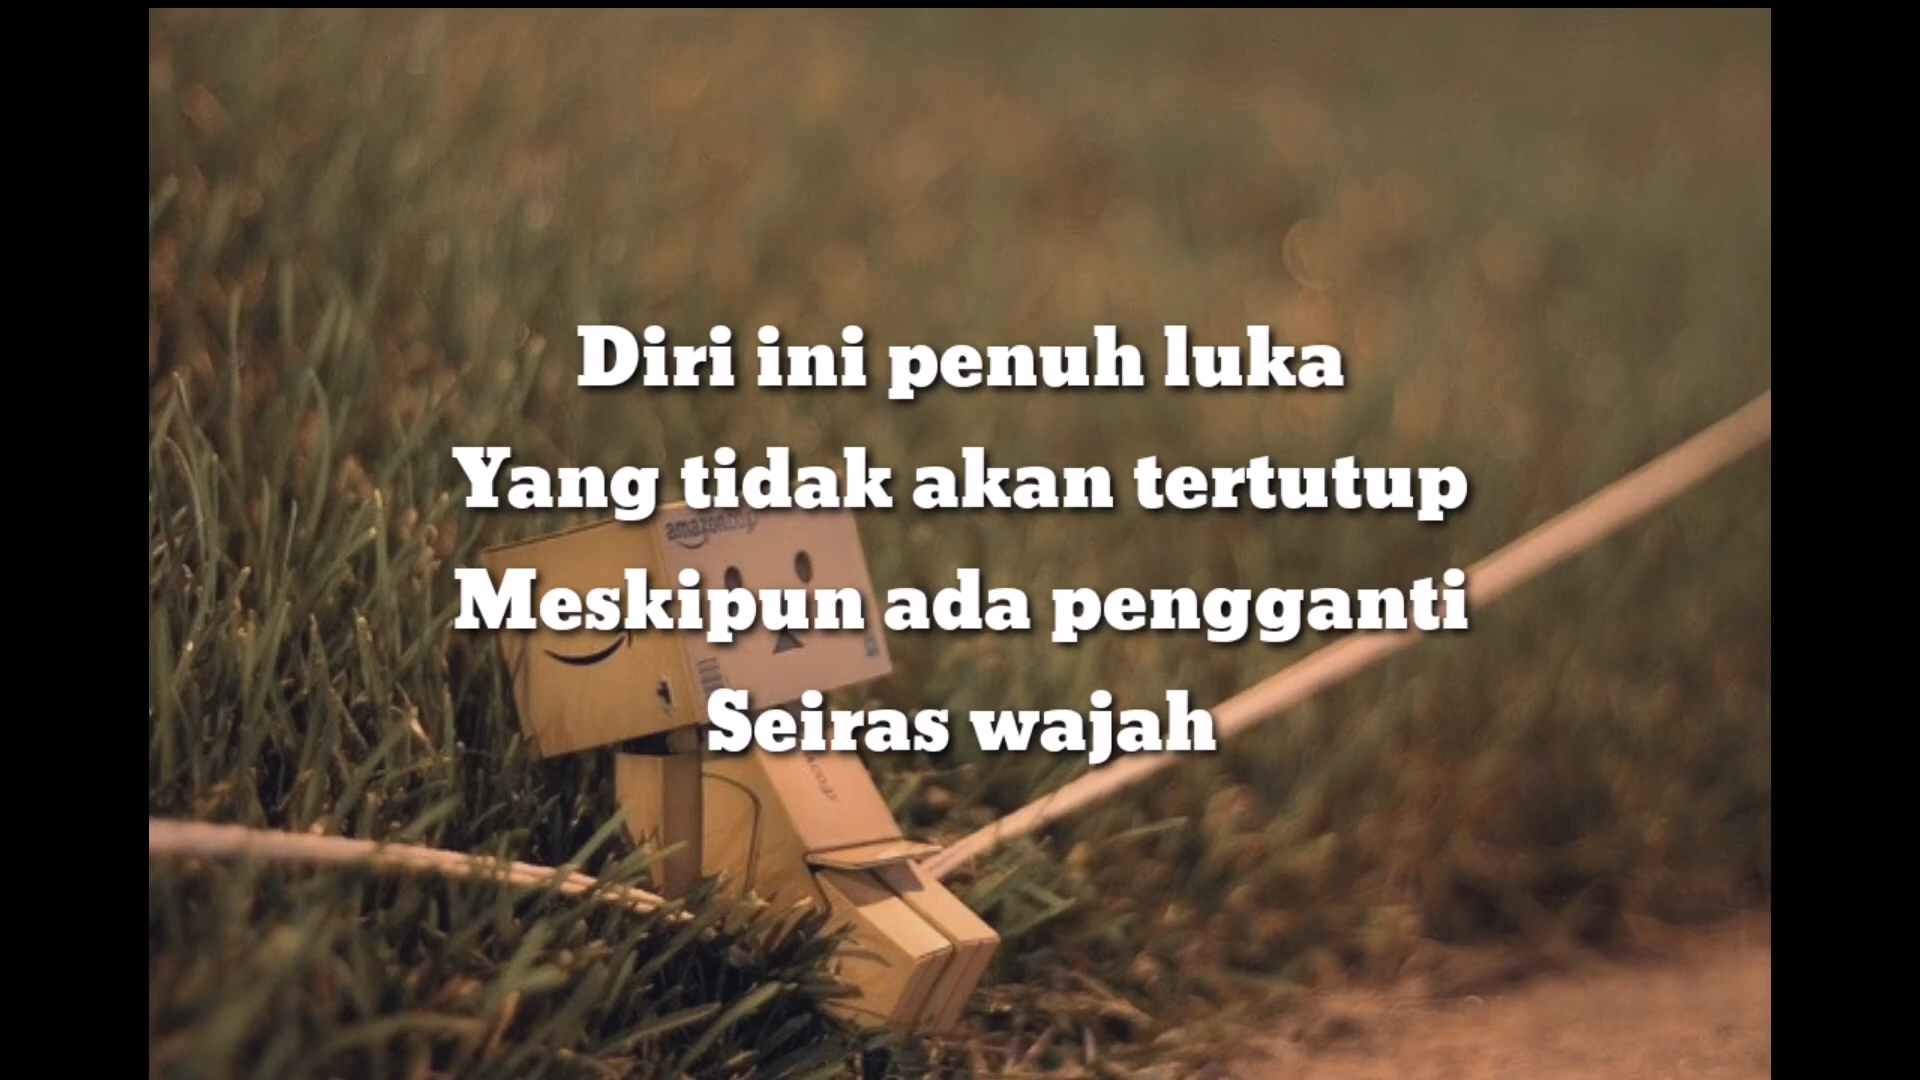 Diri ini penuh luka
Yang tidak akan tertutup
Meskipun ada pengganti
Seiras wajah